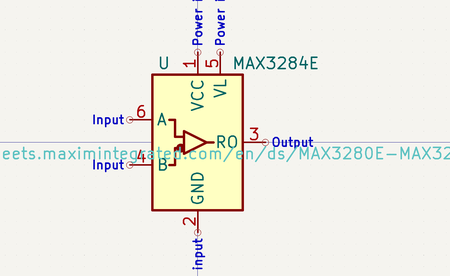 Power i
Power i
1
5
U
MAX3284E
VCC
VL
Input
6
A
RO
3
Output
eets.maximintegrated.com/en/ds/MAX3280E-MAX32
Input
4
B
GND
2
input